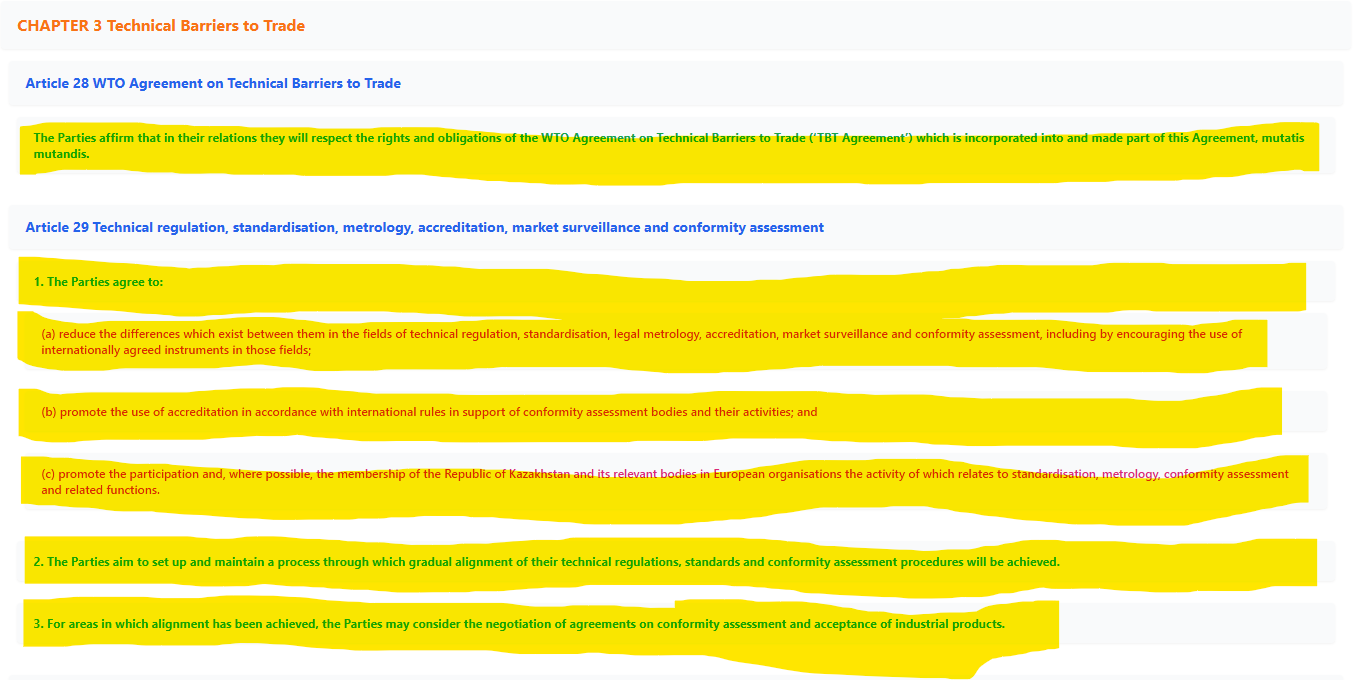 CHAPTER 3 Technical Barriers to Trade
Article 28 WTO Agreement on Technical Barriers to Trade
The Parties affirm that in their relations they will respect the rights and obligations of the WTO Agreement on Technical Barriers to Trade (‘TBT Agreement’) which is incorporated into and made part of this Agreement, mutatis
mutandis.
Article 29 Technical regulation, standardisation, metrology, accreditation, market surveillance and conformity assessment
1. The Parties agree to:
(a) reduce the differences which exist between them in the fields of technical regulation, standardisation, legal metrology, accreditation, market surveillance and conformity assessment, including by encouraging the use of
internationally agreed instruments in those fields;
(b) promote the use of accreditation in accordance with international rules in support of conformity assessment bodies and their activities; and
(c) promote the participation and, where possible, the membership of the Republic of Kazakhstan and its relevant bodies in European organisations the activity of which relates to standardisation, metrology, conformity assessment
and related functions.
2. The Parties aim to set up and maintain a process through which gradual alignment of their technical regulations, standards and conformity assessment procedures will be achieved.
3. For areas in which alignment has been achieved, the Parties may consider the negotiation of agreements on conformity assessment and acceptance of industrial products.